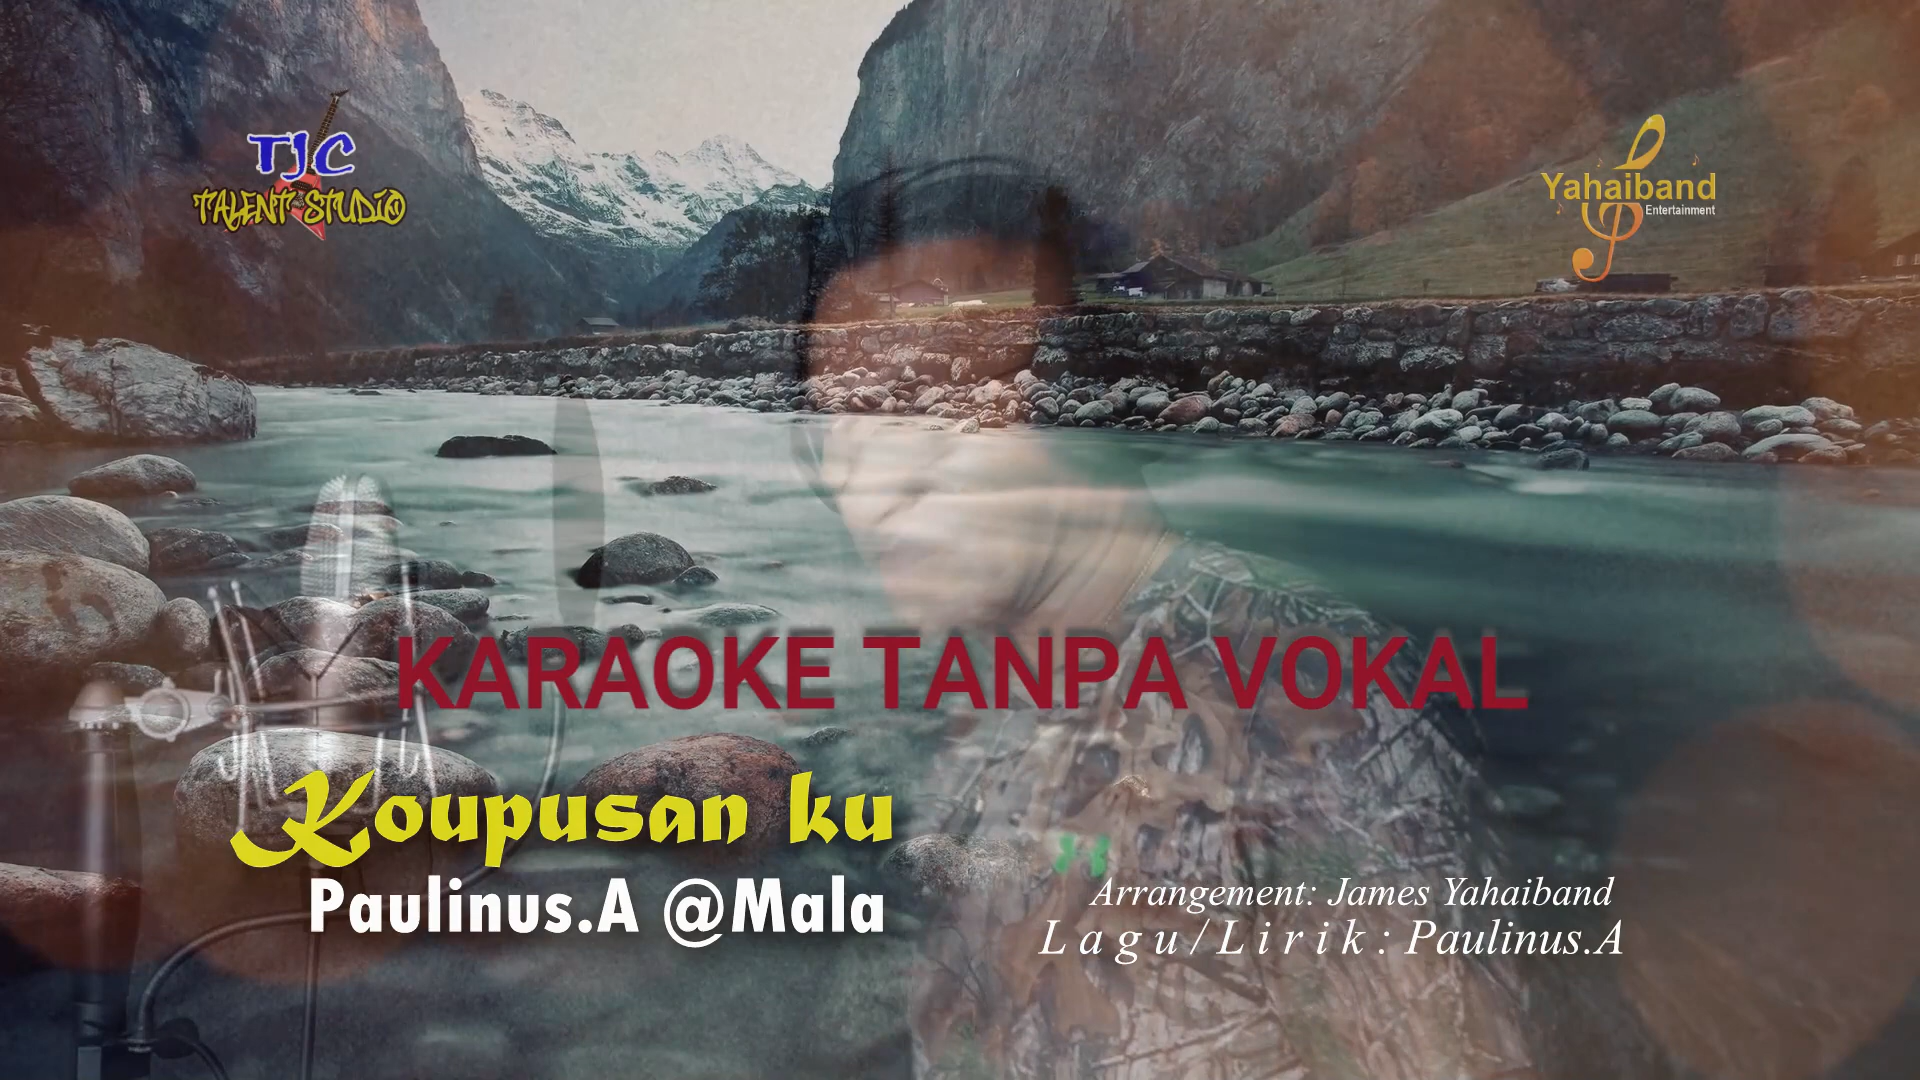 TJC
TALENT STUDIO
Yahaiband
Entertainment
KARAOKE TANPA VOKAL
Koupusan ku
Paulinus.A @Mala
Arrangement: James Yahaiband
Lagu/Lirik: Paulinus.A